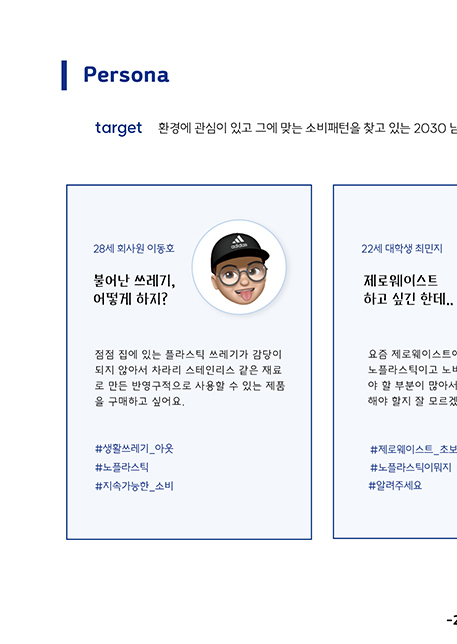 Persona
target 환경에 관심이 있고 그에 맞는 소비패턴을 찾고 있는 2030
28세 회사원 이동호
불어난 쓰레기,
어떻게 하지?
adidas
점점 집에 있는 플라스틱 쓰레기가 감당이
되지 않아서 차라리 스테인리스 같은 재료
로 만든 반영구적으로 사용할 수 있는 제품
을 구매하고 싶어요.
#생활쓰레기_아웃
#노플라스틱
#지속가능한_소비
22세 대학생 최민지
제로웨이스트
하고 싶긴 한데..
요즘 제로웨이스트
노플라스틱이고
야 할 부분이 많아서
해야 할지 잘 모르겠
#제로웨이스트_초보
#노플라스틱이뭐지
#알려주세요
-2